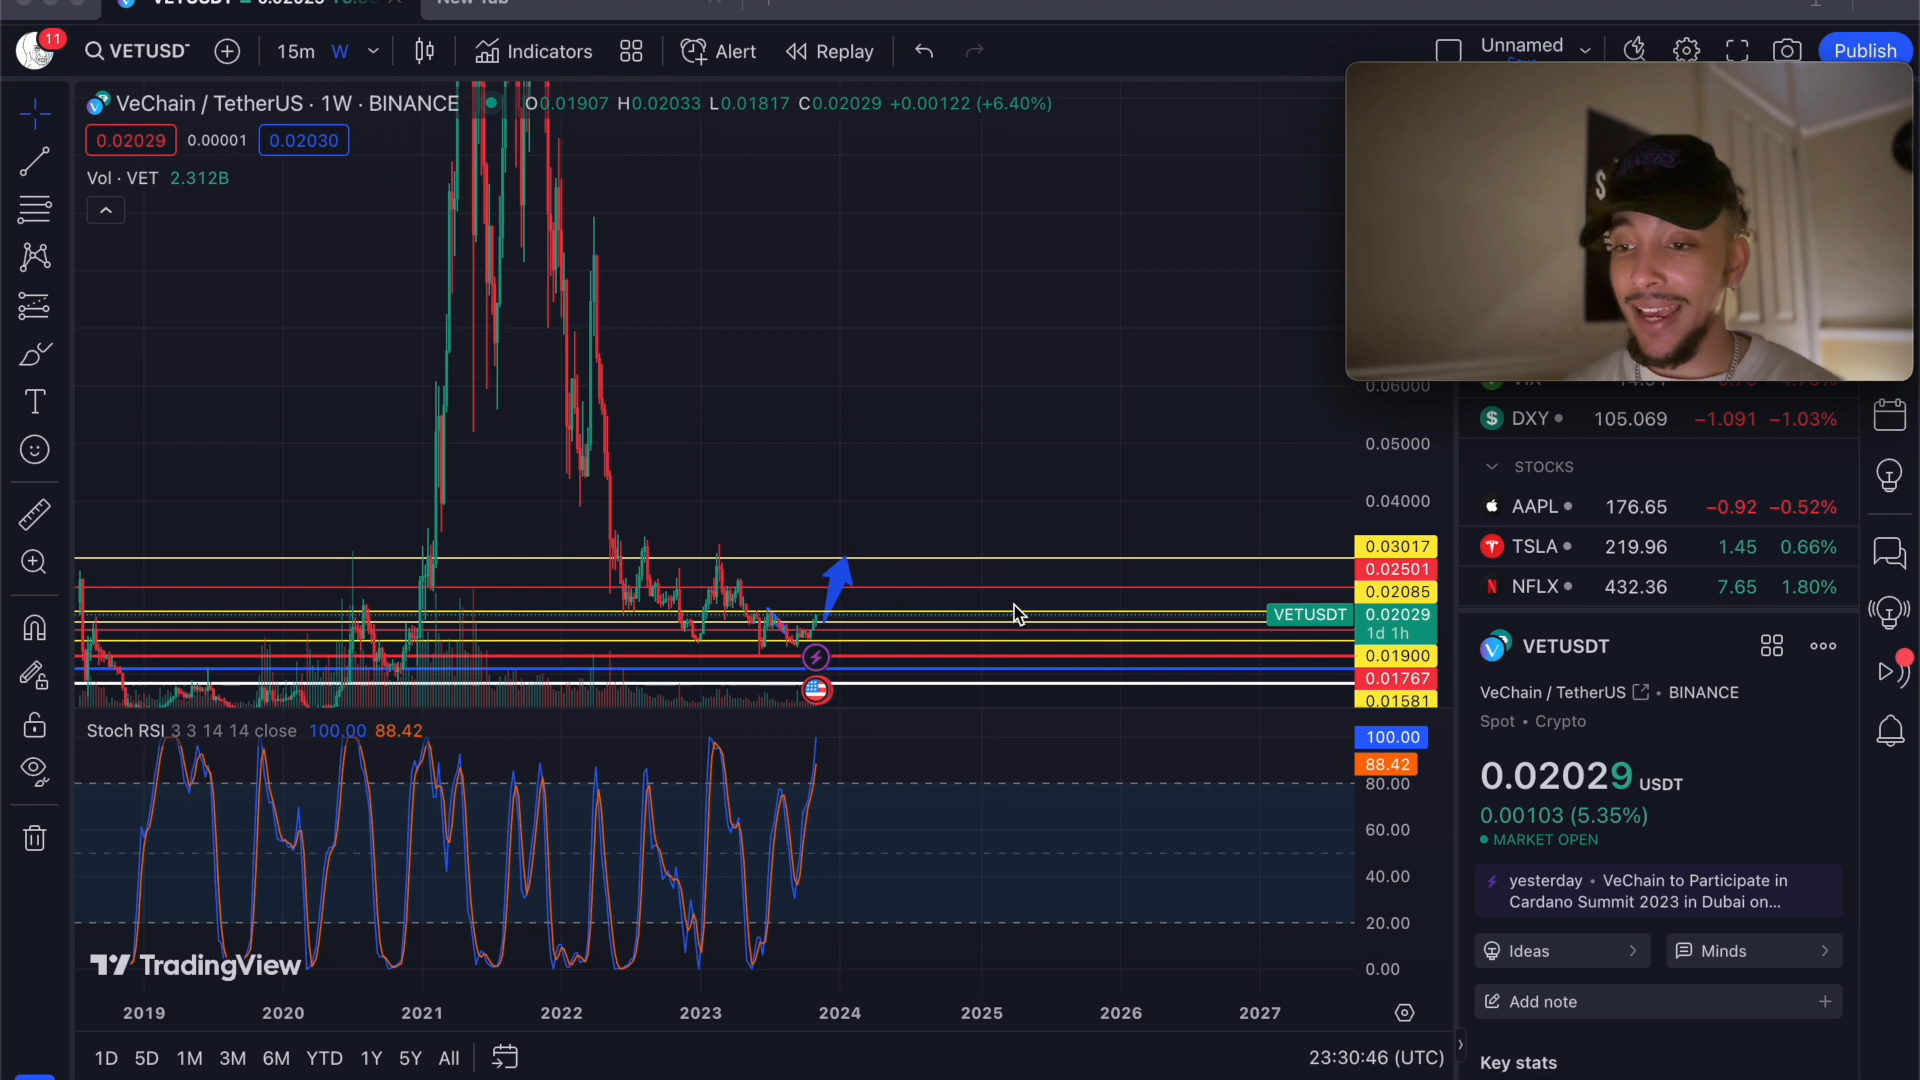 11
VETUSDT
15m W
Indicators
Alert
Replay
Unnamed
Publish
VeChain / TetherUS · 1W · BINANCE
O0.01907 H0.02033 L0.01817 C0.02029 +0.00122 (+6.40%)
0.02029 0.00001 0.02030
Vol · VET 2.312B
0.06000
0.05000
0.04000
0.03017
0.02501
0.02085
VETUSDT 0.02029
1d 1h
0.01900
0.01767
0.01581
Stoch RSI 3 3 14 14 close 100.00 88.42
100.00
88.42
80.00
60.00
40.00
20.00
0.00
TradingView
2019 2020 2021 2022 2023 2024 2025 2026 2027
1D 5D 1M 3M 6M YTD 1Y 5Y All
23:30:46 (UTC)
DXY 105.069 −1.091 −1.03%
STOCKS
AAPL 176.65 −0.92 −0.52%
TSLA 219.96 1.45 0.66%
NFLX 432.36 7.65 1.80%
VETUSDT
VeChain / TetherUS • BINANCE
Spot • Crypto
0.02029 USDT
0.00103 (5.35%)
MARKET OPEN
yesterday • VeChain to Participate in
Cardano Summit 2023 in Dubai on...
Ideas
Minds
Add note
Key stats